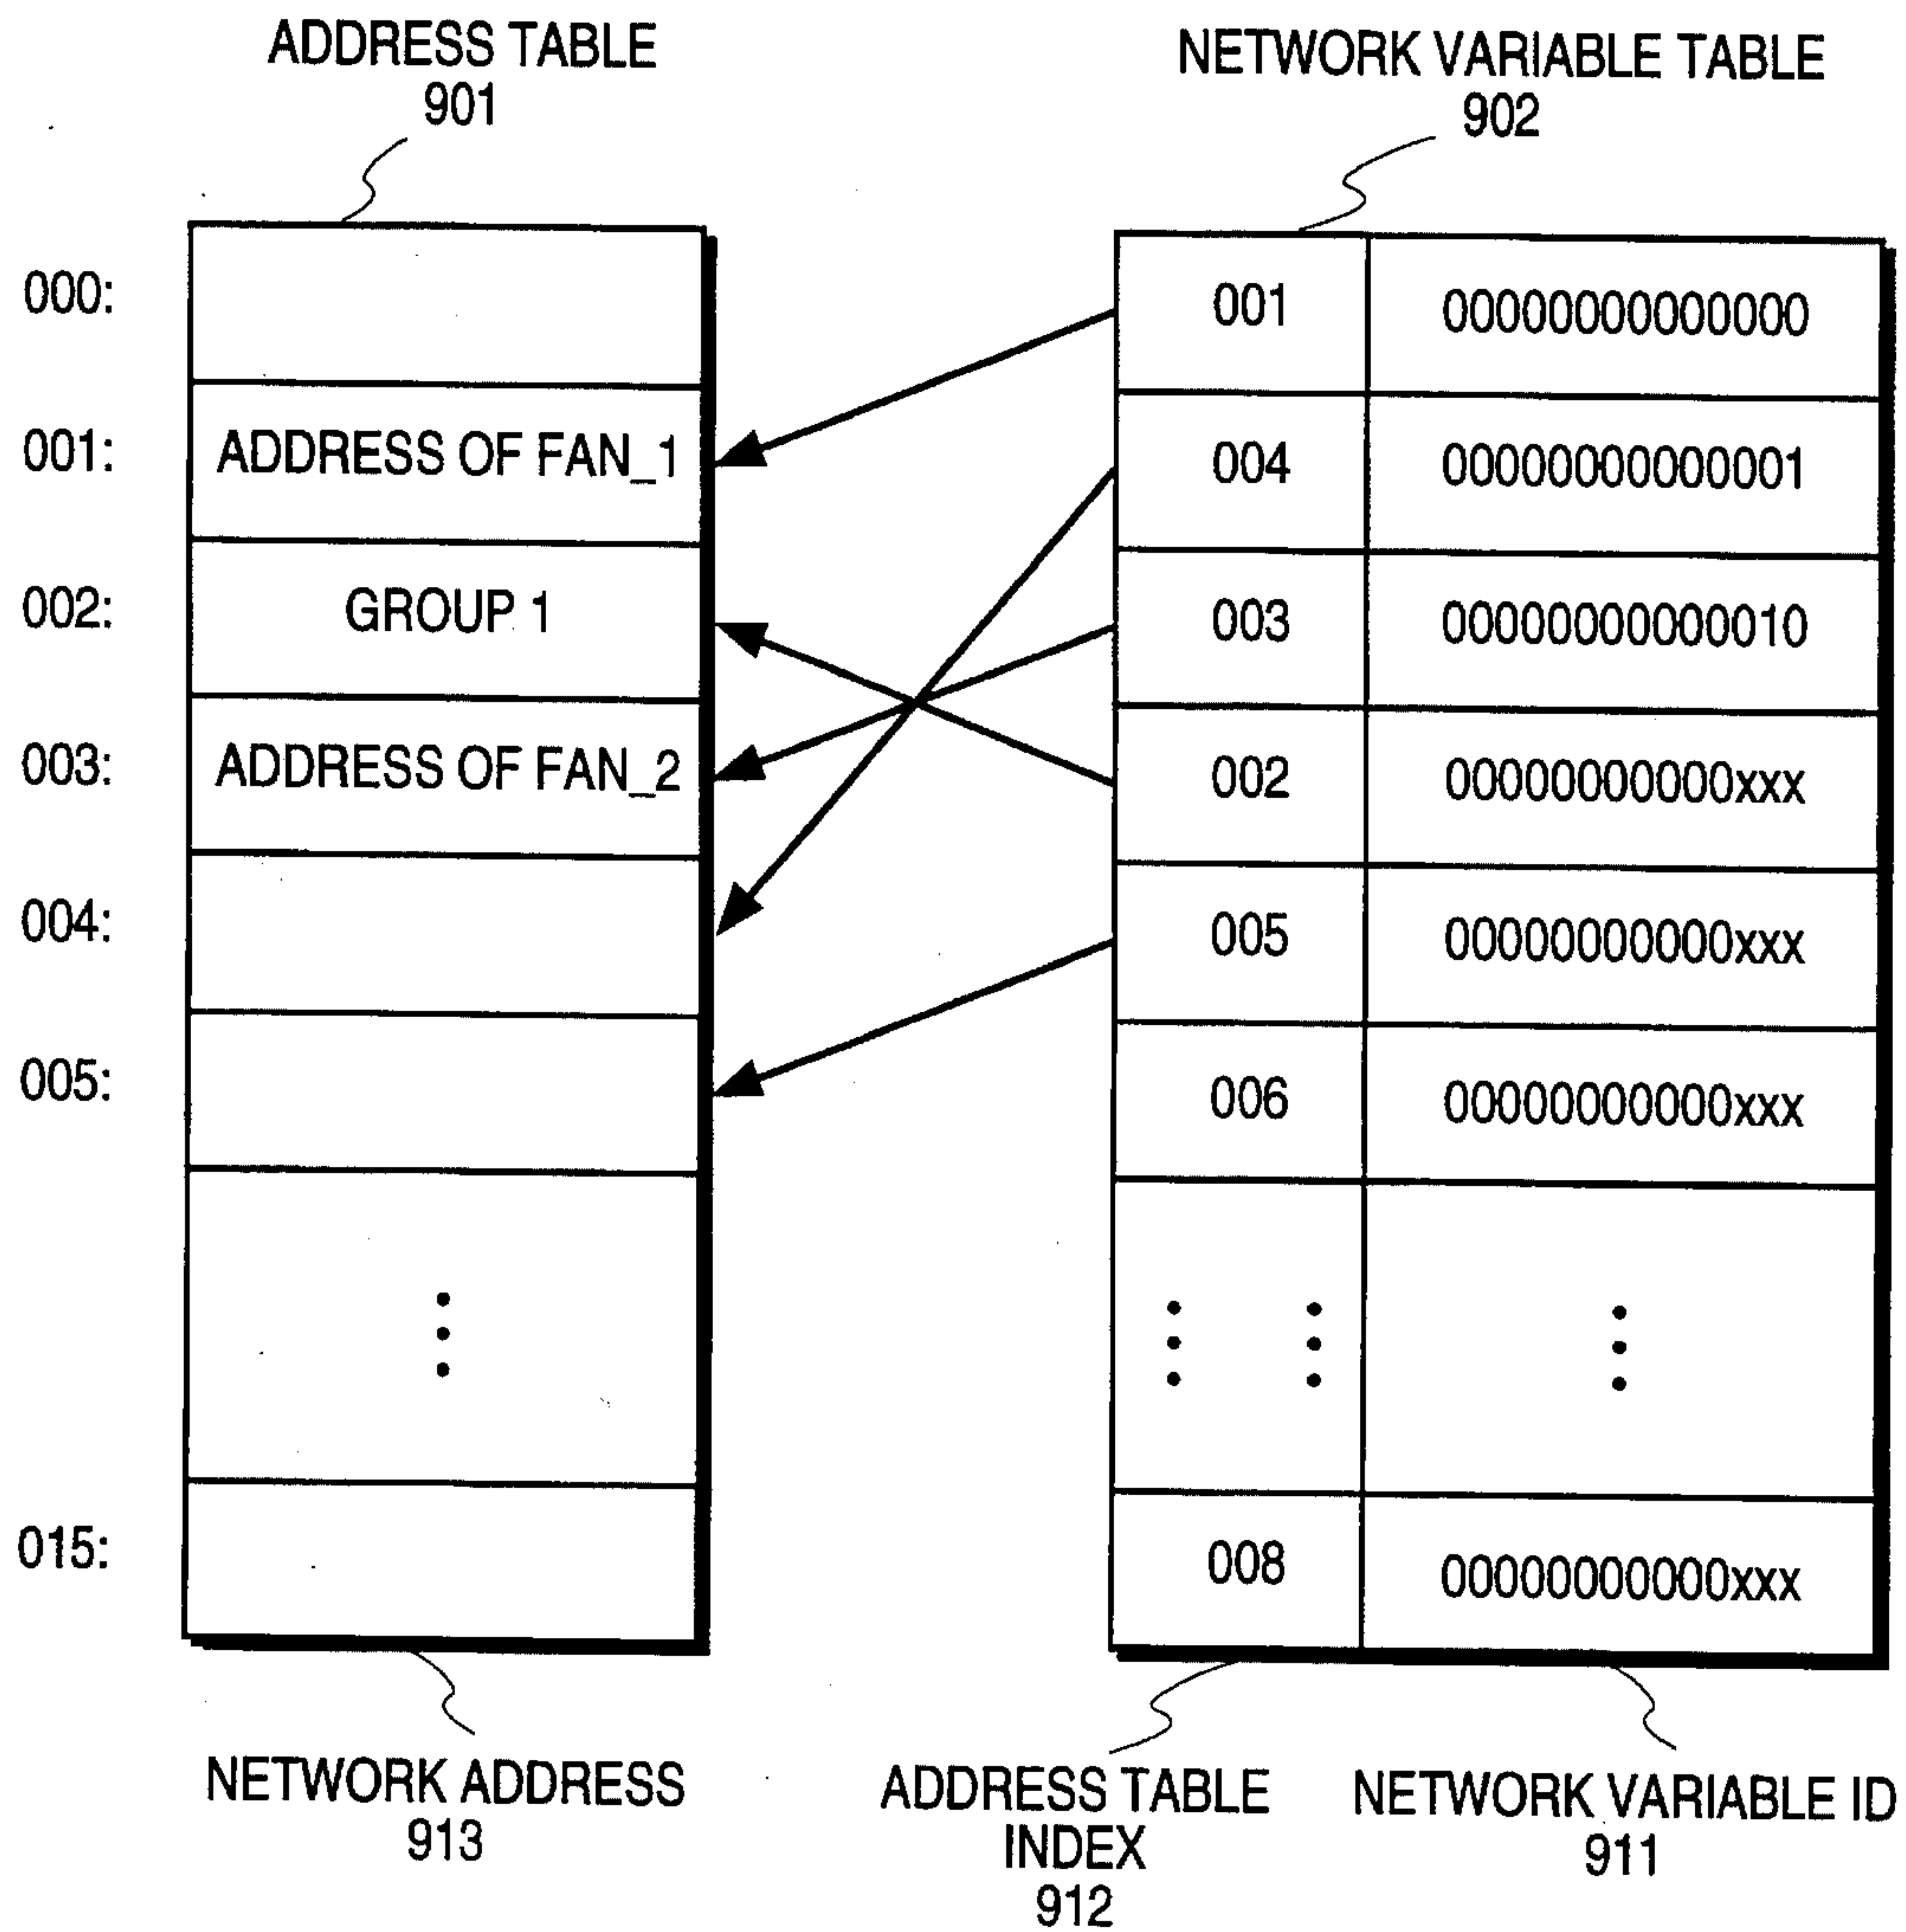 ADDRESS TABLE
901
NETWORK VARIABLE TABLE
902
000:
001 00000000000000
001: ADDRESS OF FAN_1
004 00000000000001
002: GROUP 1
003 00000000000010
003: ADDRESS OF FAN_2
002 00000000000xxx
004:
005 00000000000xxx
005:
006 00000000000xxx
015:
008 00000000000xxx
NETWORK ADDRESS
913
ADDRESS TABLE
INDEX
912
NETWORK VARIABLE ID
911